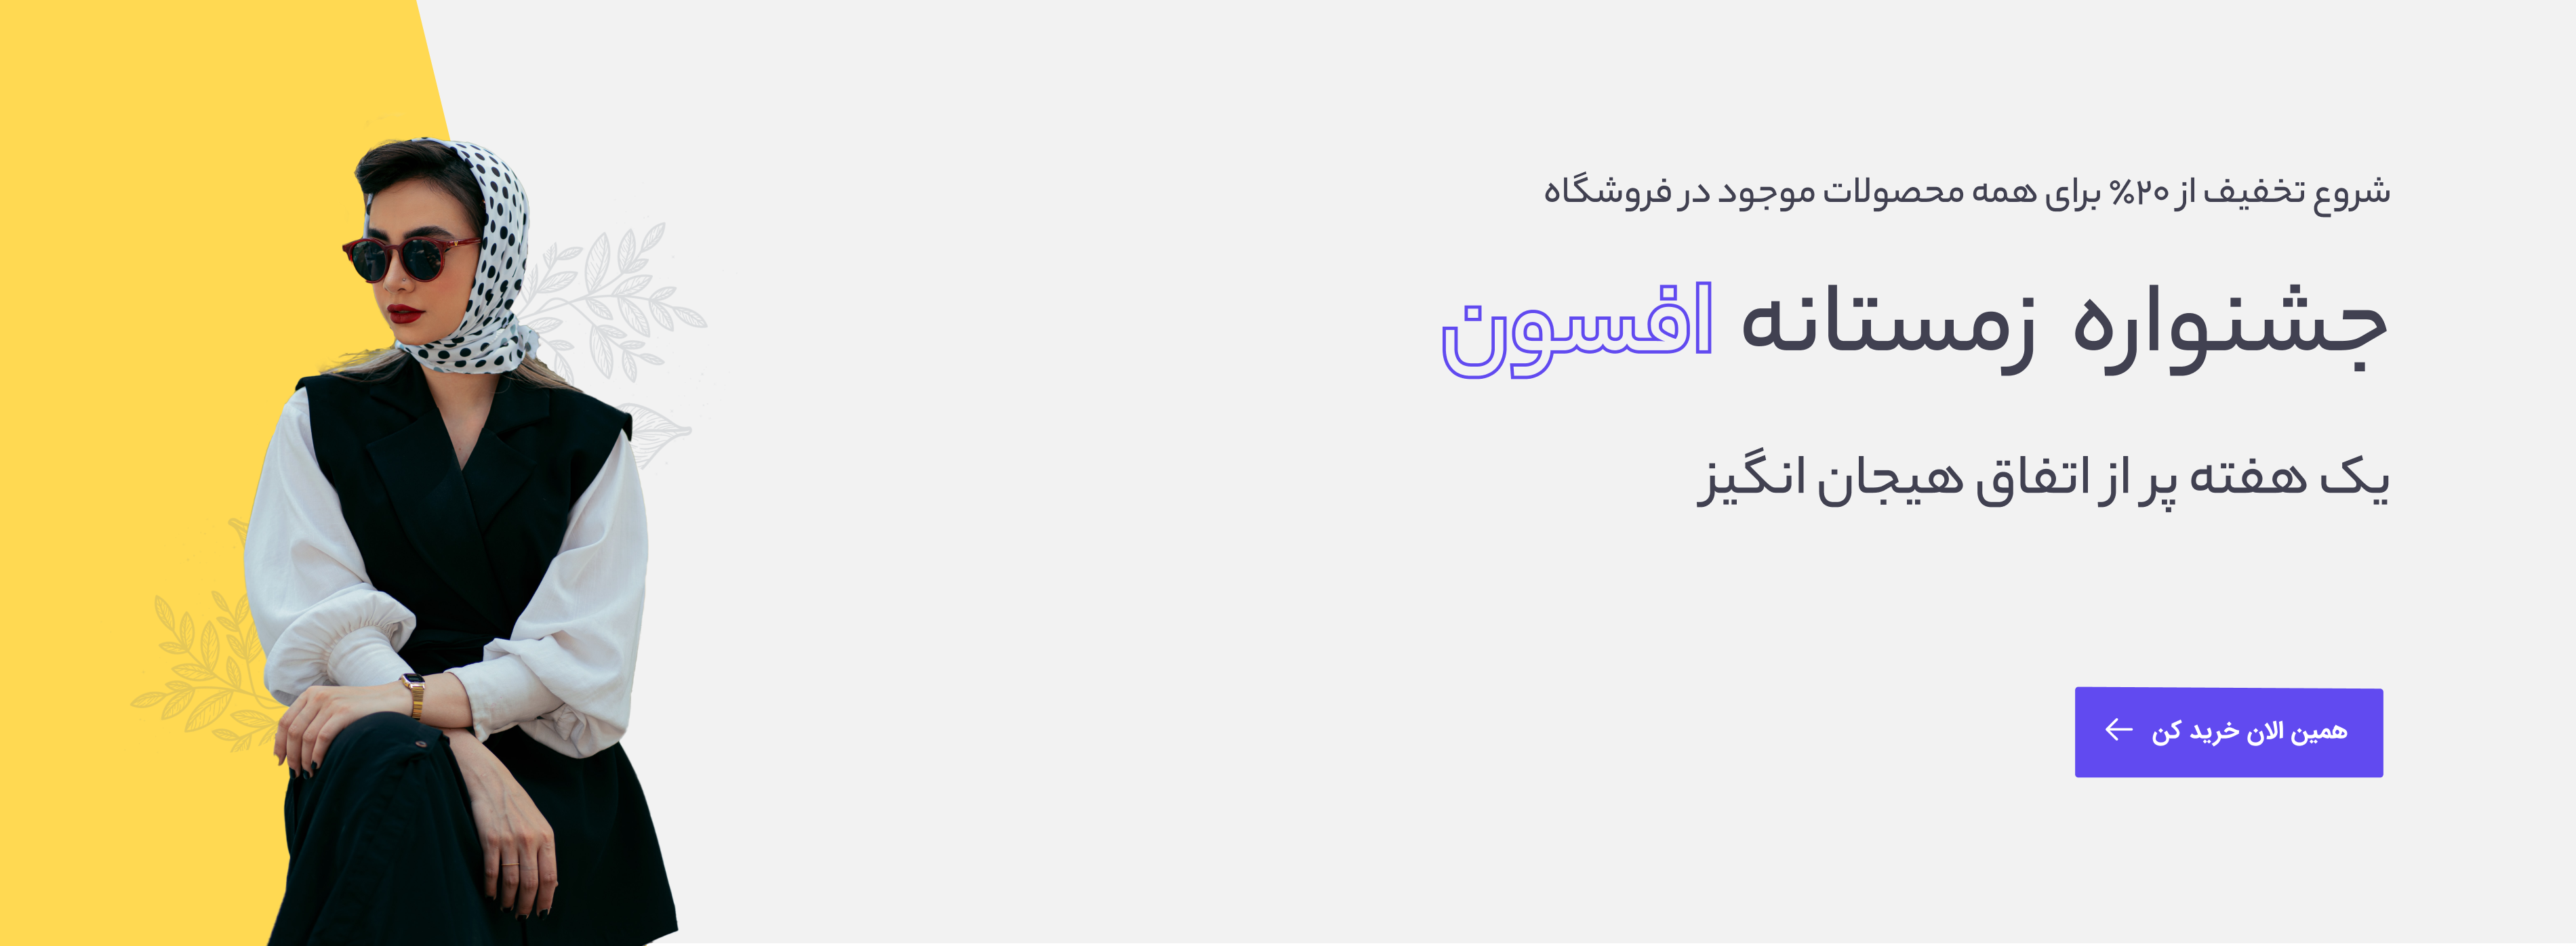 شروع تخفیف از ۲۰% برای همه محصولات موجود در فروشگاه
جشنواره زمستانه افسون
یک هفته پر از اتفاق هیجان انگیز
همین الان خرید کن